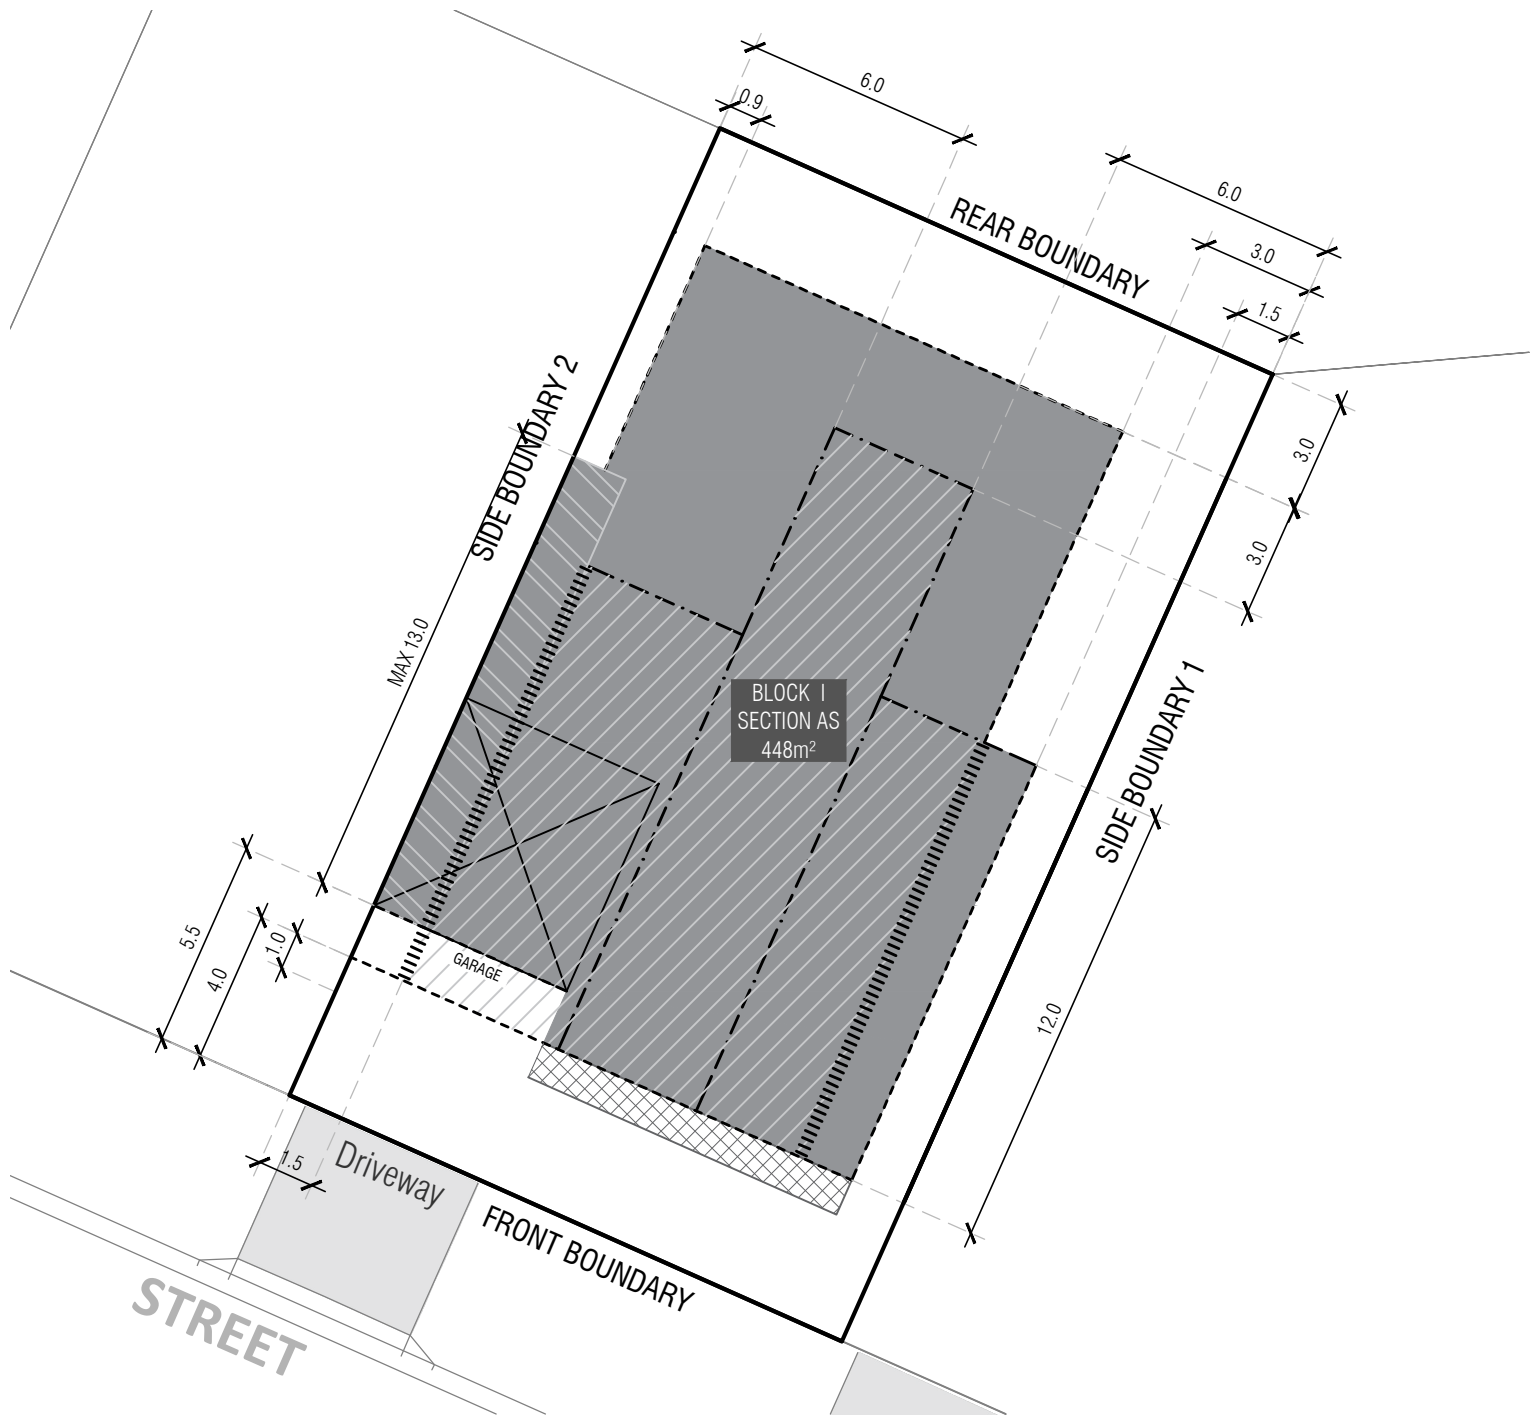 6.0
0.9
6.0
REAR BOUNDARY
3.0
1.5
SIDE BOUNDARY 2
3.0
3.0
MAX 13.0
BLOCK I
SECTION AS
448m²
SIDE BOUNDARY 1
5.5
4.0
1.0
GARAGE
12.0
1.5
Driveway
FRONT BOUNDARY
STREET